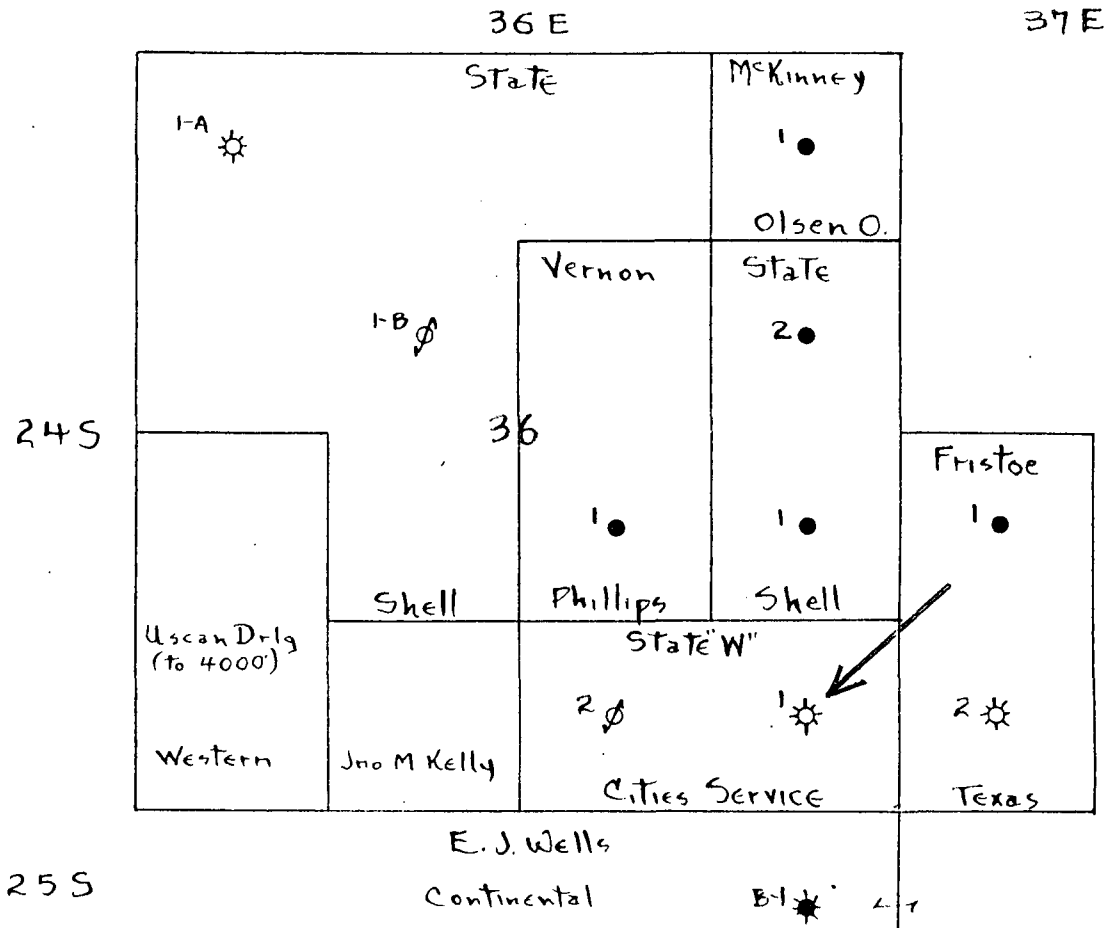 36 E
37 E
State
McKinney
1-A
1
Olsen O.
Vernon
State
1-B
2
24 S
36
Fristoe
1
1
1
Shell
Phillips
Shell
Uscan Drlg
(to 4000')
State "W"
2
1
2
Western
Jno M Kelly
Cities Service
Texas
E. J. Wells
25 S
Continental
B-1